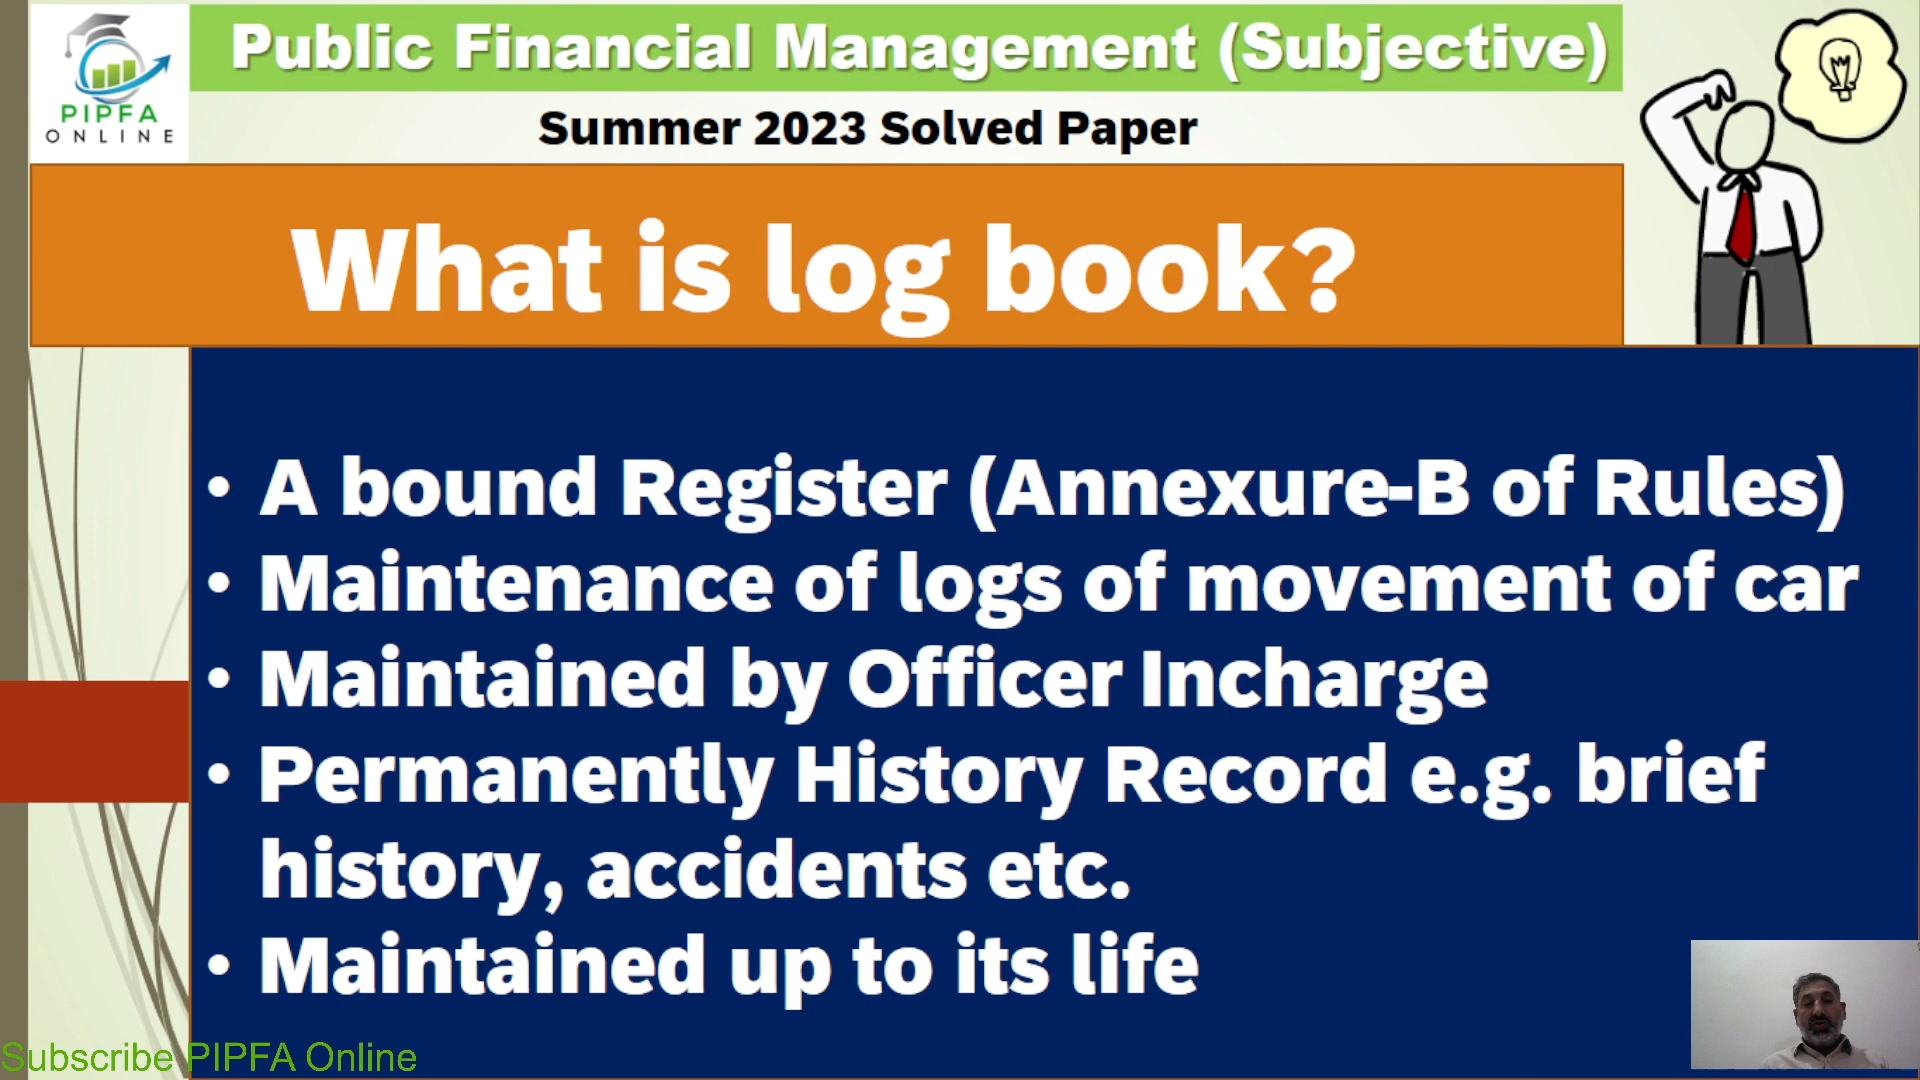 PIPFA
ONLINE
Public Financial Management (Subjective)
Summer 2023 Solved Paper
What is log book?
• A bound Register (Annexure-B of Rules)
• Maintenance of logs of movement of car
• Maintained by Officer Incharge
• Permanently History Record e.g. brief
history, accidents etc.
• Maintained up to its life
Subscribe PIPFA Online